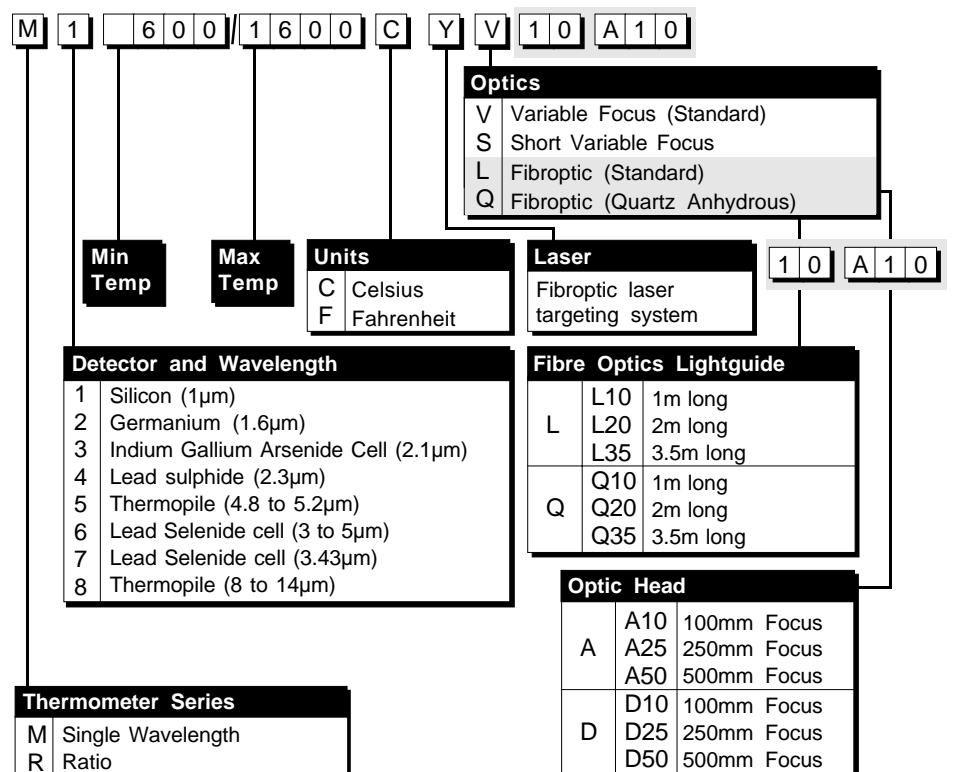 M 1 600/1600 C Y V 10 A10
Optics
V Variable Focus (Standard)
S Short Variable Focus
L Fibroptic (Standard)
Q Fibroptic (Quartz Anhydrous)
Min Temp
Max Temp
Units
C Celsius
F Fahrenheit
Laser
Fibroptic laser
targeting system
10 A10
Detector and Wavelength
1 Silicon (1µm)
2 Germanium (1.6µm)
3 Indium Gallium Arsenide Cell (2.1µm)
4 Lead sulphide (2.3µm)
5 Thermopile (4.8 to 5.2µm)
6 Lead Selenide cell (3 to 5µm)
7 Lead Selenide cell (3.43µm)
8 Thermopile (8 to 14µm)
Fibre Optics Lightguide
L10 1m long
L L20 2m long
L35 3.5m long
Q10 1m long
Q Q20 2m long
Q35 3.5m long
Optic Head
A10 100mm Focus
A A25 250mm Focus
A50 500mm Focus
D10 100mm Focus
D D25 250mm Focus
D50 500mm Focus
Thermometer Series
M Single Wavelength
R Ratio